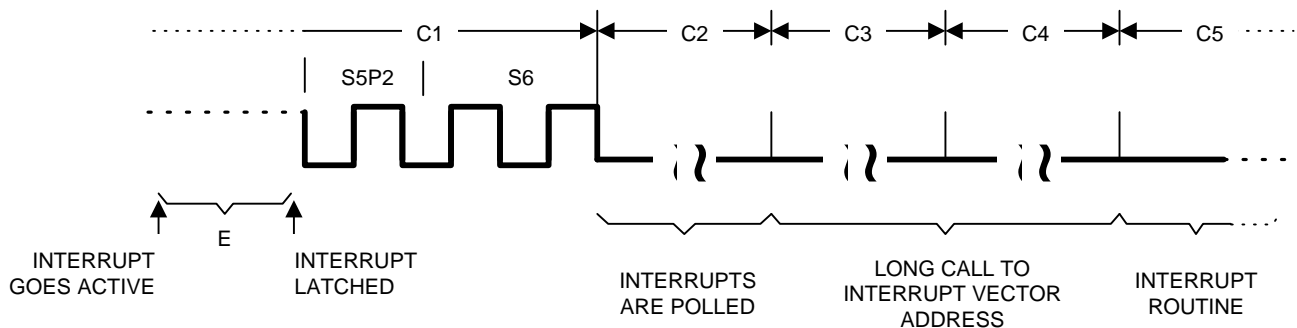 C1
C2
C3
C4
C5
S5P2
S6
E
INTERRUPT
GOES ACTIVE
INTERRUPT
LATCHED
INTERRUPTS
ARE POLLED
LONG CALL TO
INTERRUPT VECTOR
ADDRESS
INTERRUPT
ROUTINE